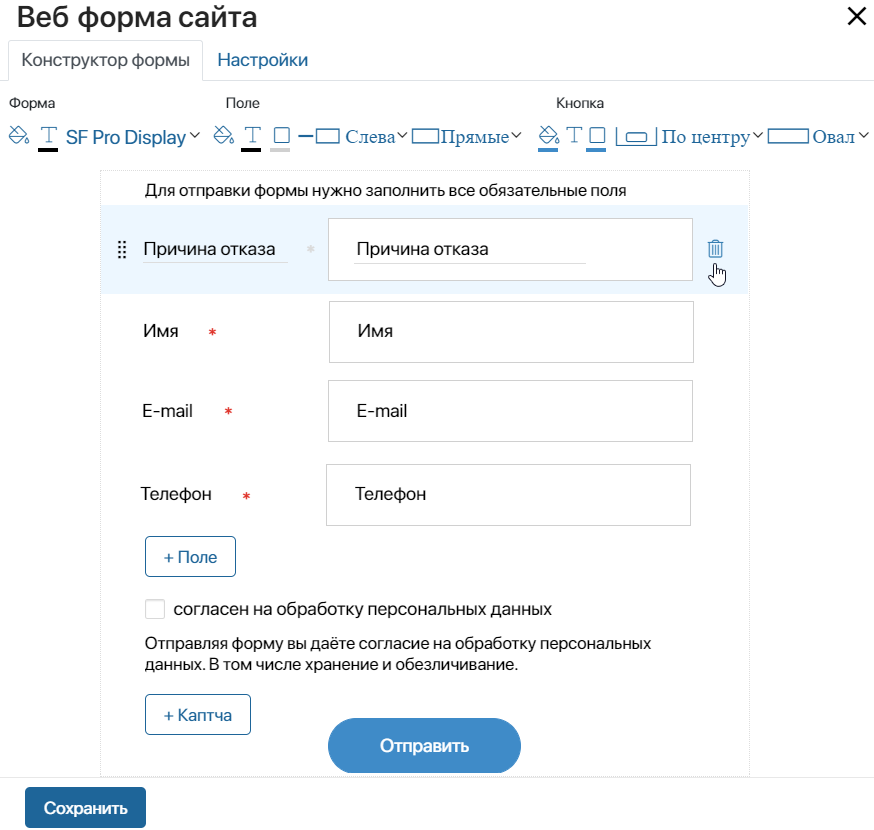 Веб форма сайта
Конструктор формы Настройки
Форма Поле Кнопка
SF Pro Display Слева Прямые По центру Овал
Для отправки формы нужно заполнить все обязательные поля
Причина отказа * Причина отказа
Имя * Имя
E-mail * E-mail
Телефон * Телефон
+ Поле
согласен на обработку персональных данных
Отправляя форму вы даёте согласие на обработку персональных
данных. В том числе хранение и обезличивание.
+ Каптча
Отправить
Сохранить